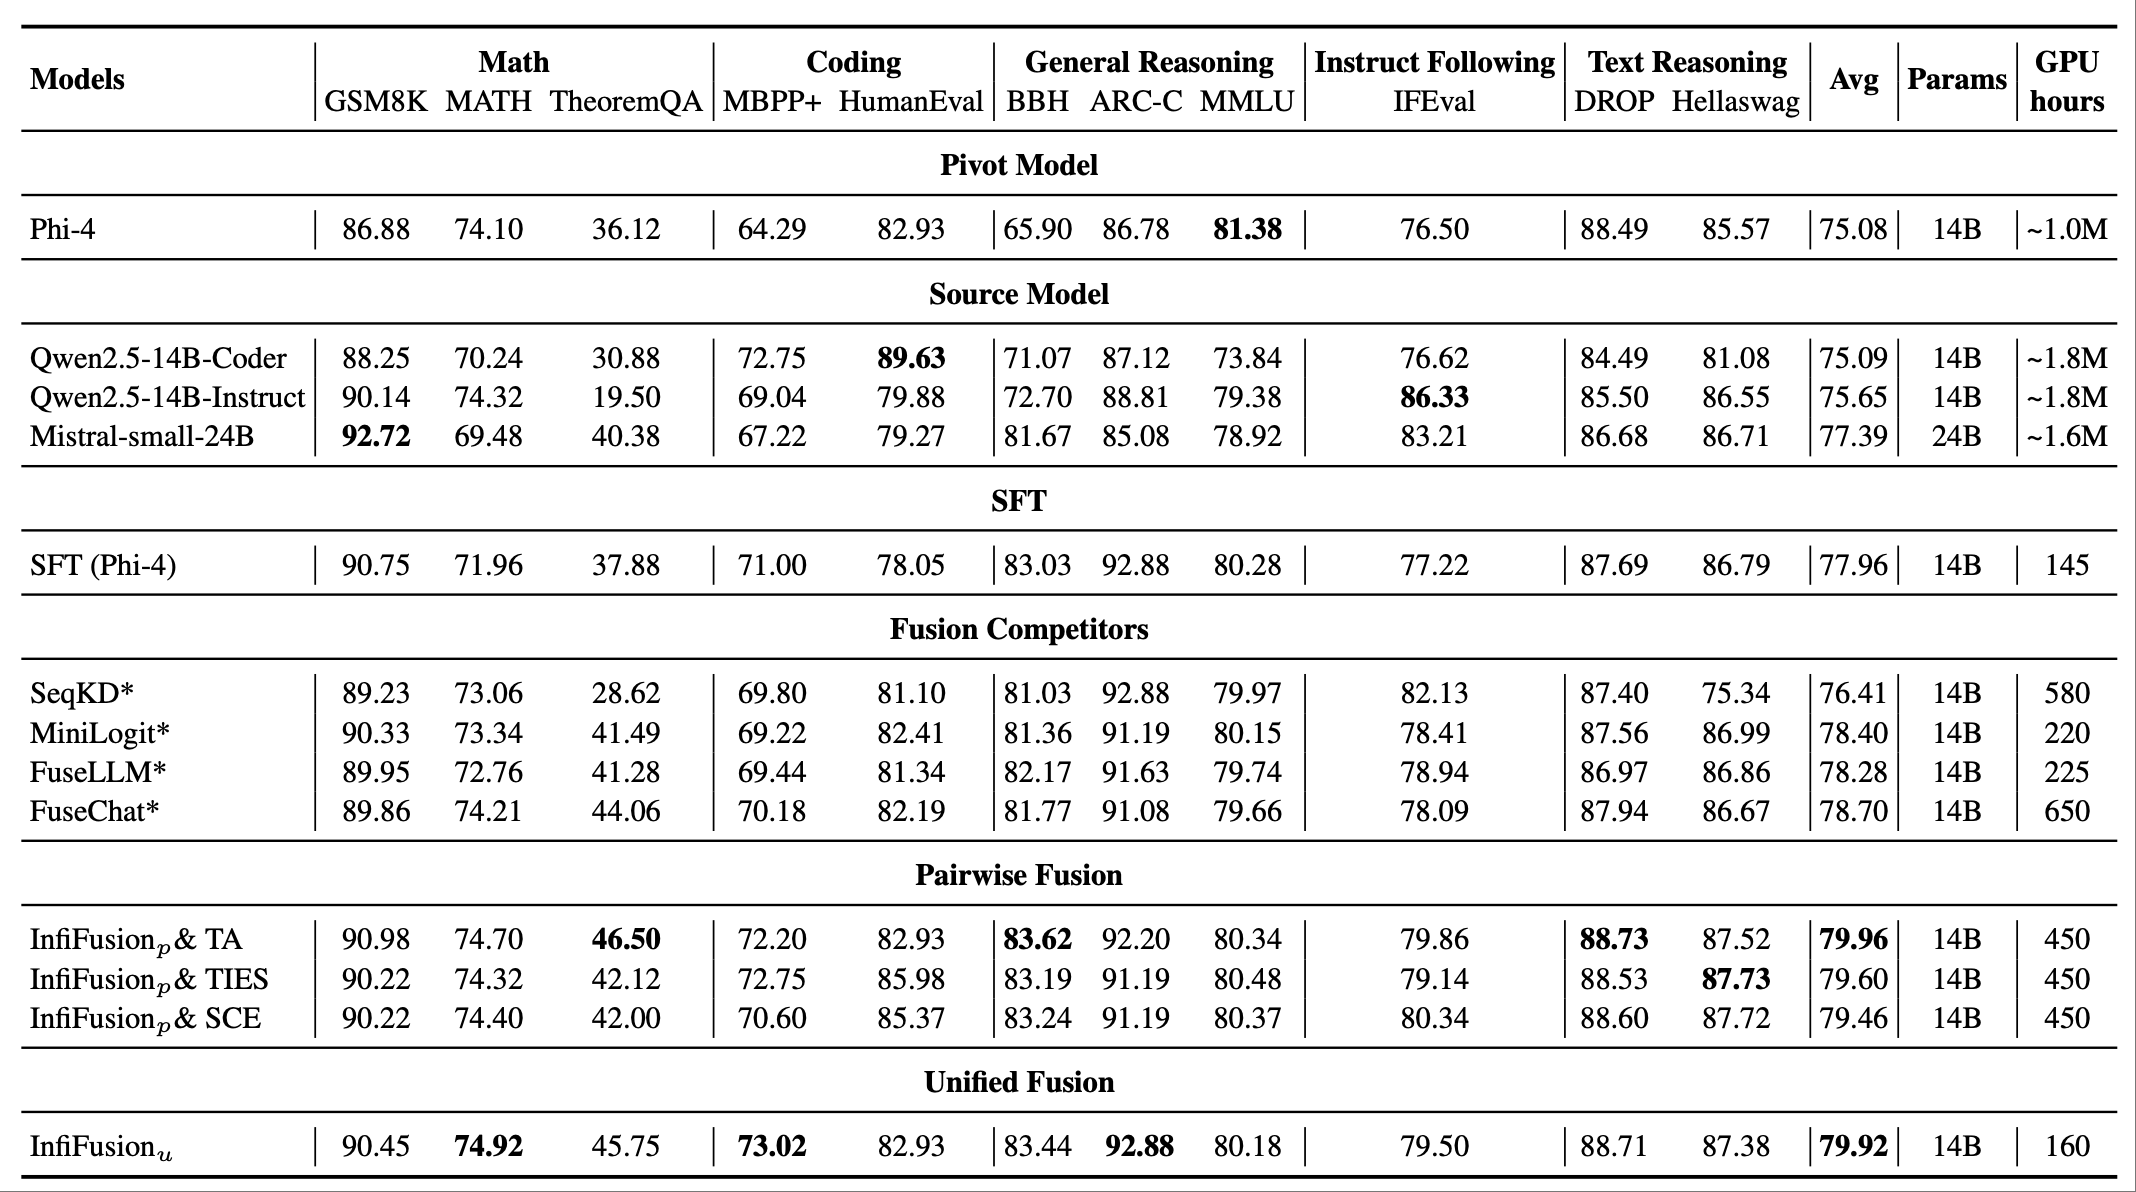 Models Math Coding General Reasoning Instruct Following Text Reasoning Avg Params GPU hours
GSM8K MATH TheoremQA MBPP+ HumanEval BBH ARC-C MMLU IFEval DROP Hellaswag
Pivot Model
Phi-4 86.88 74.10 36.12 64.29 82.93 65.90 86.78 81.38 76.50 88.49 85.57 75.08 14B ~1.0M
Source Model
Qwen2.5-14B-Coder 88.25 70.24 30.88 72.75 89.63 71.07 87.12 73.84 76.62 84.49 81.08 75.09 14B ~1.8M
Qwen2.5-14B-Instruct 90.14 74.32 19.50 69.04 79.88 72.70 88.81 79.38 86.33 85.50 86.55 75.65 14B ~1.8M
Mistral-small-24B 92.72 69.48 40.38 67.22 79.27 81.67 85.08 78.92 83.21 86.68 86.71 77.39 24B ~1.6M
SFT
SFT (Phi-4) 90.75 71.96 37.88 71.00 78.05 83.03 92.88 80.28 77.22 87.69 86.79 77.96 14B 145
Fusion Competitors
SeqKD* 89.23 73.06 28.62 69.80 81.10 81.03 92.88 79.97 82.13 87.40 75.34 76.41 14B 580
MiniLogit* 90.33 73.34 41.49 69.22 82.41 81.36 91.19 80.15 78.41 87.56 86.99 78.40 14B 220
FuseLLM* 89.95 72.76 41.28 69.44 81.34 82.17 91.63 79.74 78.94 86.97 86.86 78.28 14B 225
FuseChat* 89.86 74.21 44.06 70.18 82.19 81.77 91.08 79.66 78.09 87.94 86.67 78.70 14B 650
Pairwise Fusion
InfiFusionp& TA 90.98 74.70 46.50 72.20 82.93 83.62 92.20 80.34 79.86 88.73 87.52 79.96 14B 450
InfiFusionp& TIES 90.22 74.32 42.12 72.75 85.98 83.19 91.19 80.48 79.14 88.53 87.73 79.60 14B 450
InfiFusionp& SCE 90.22 74.40 42.00 70.60 85.37 83.24 91.19 80.37 80.34 88.60 87.72 79.46 14B 450
Unified Fusion
InfiFusionu 90.45 74.92 45.75 73.02 82.93 83.44 92.88 80.18 79.50 88.71 87.38 79.92 14B 160